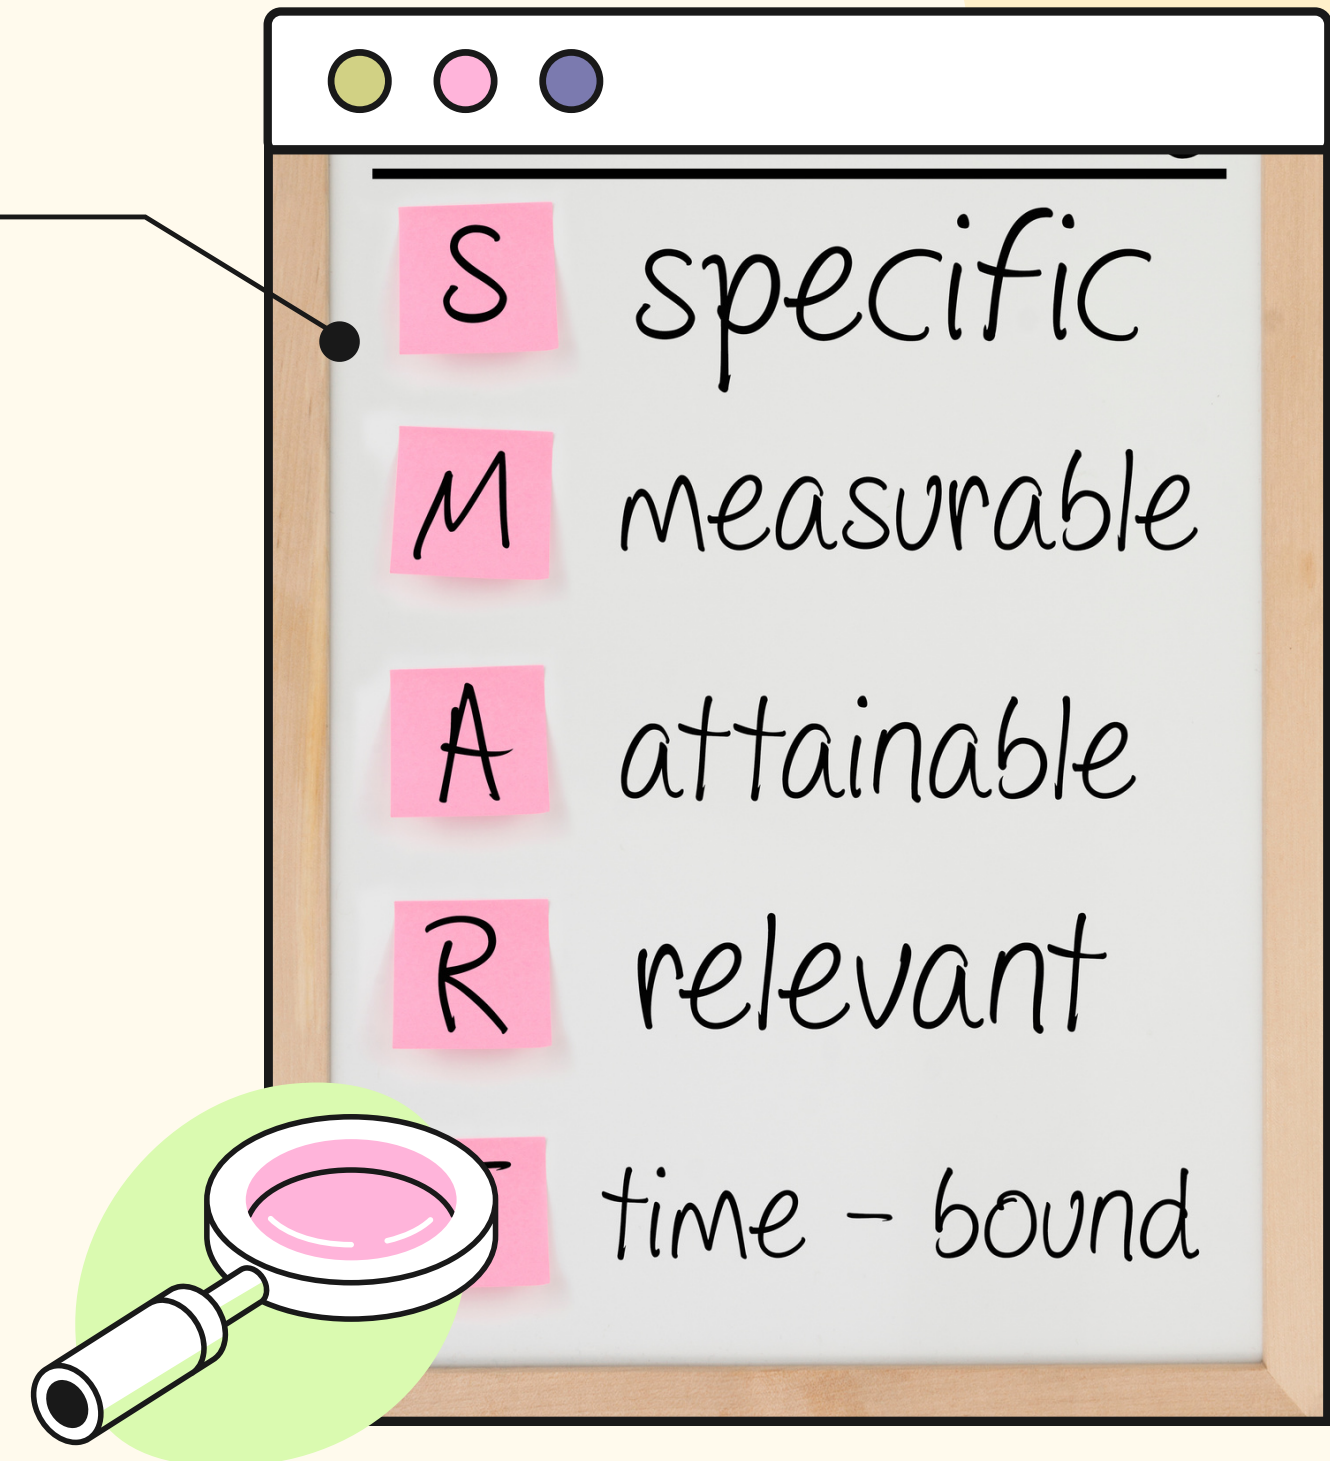 S specific
M measurable
A attainable
R relevant
time - bound